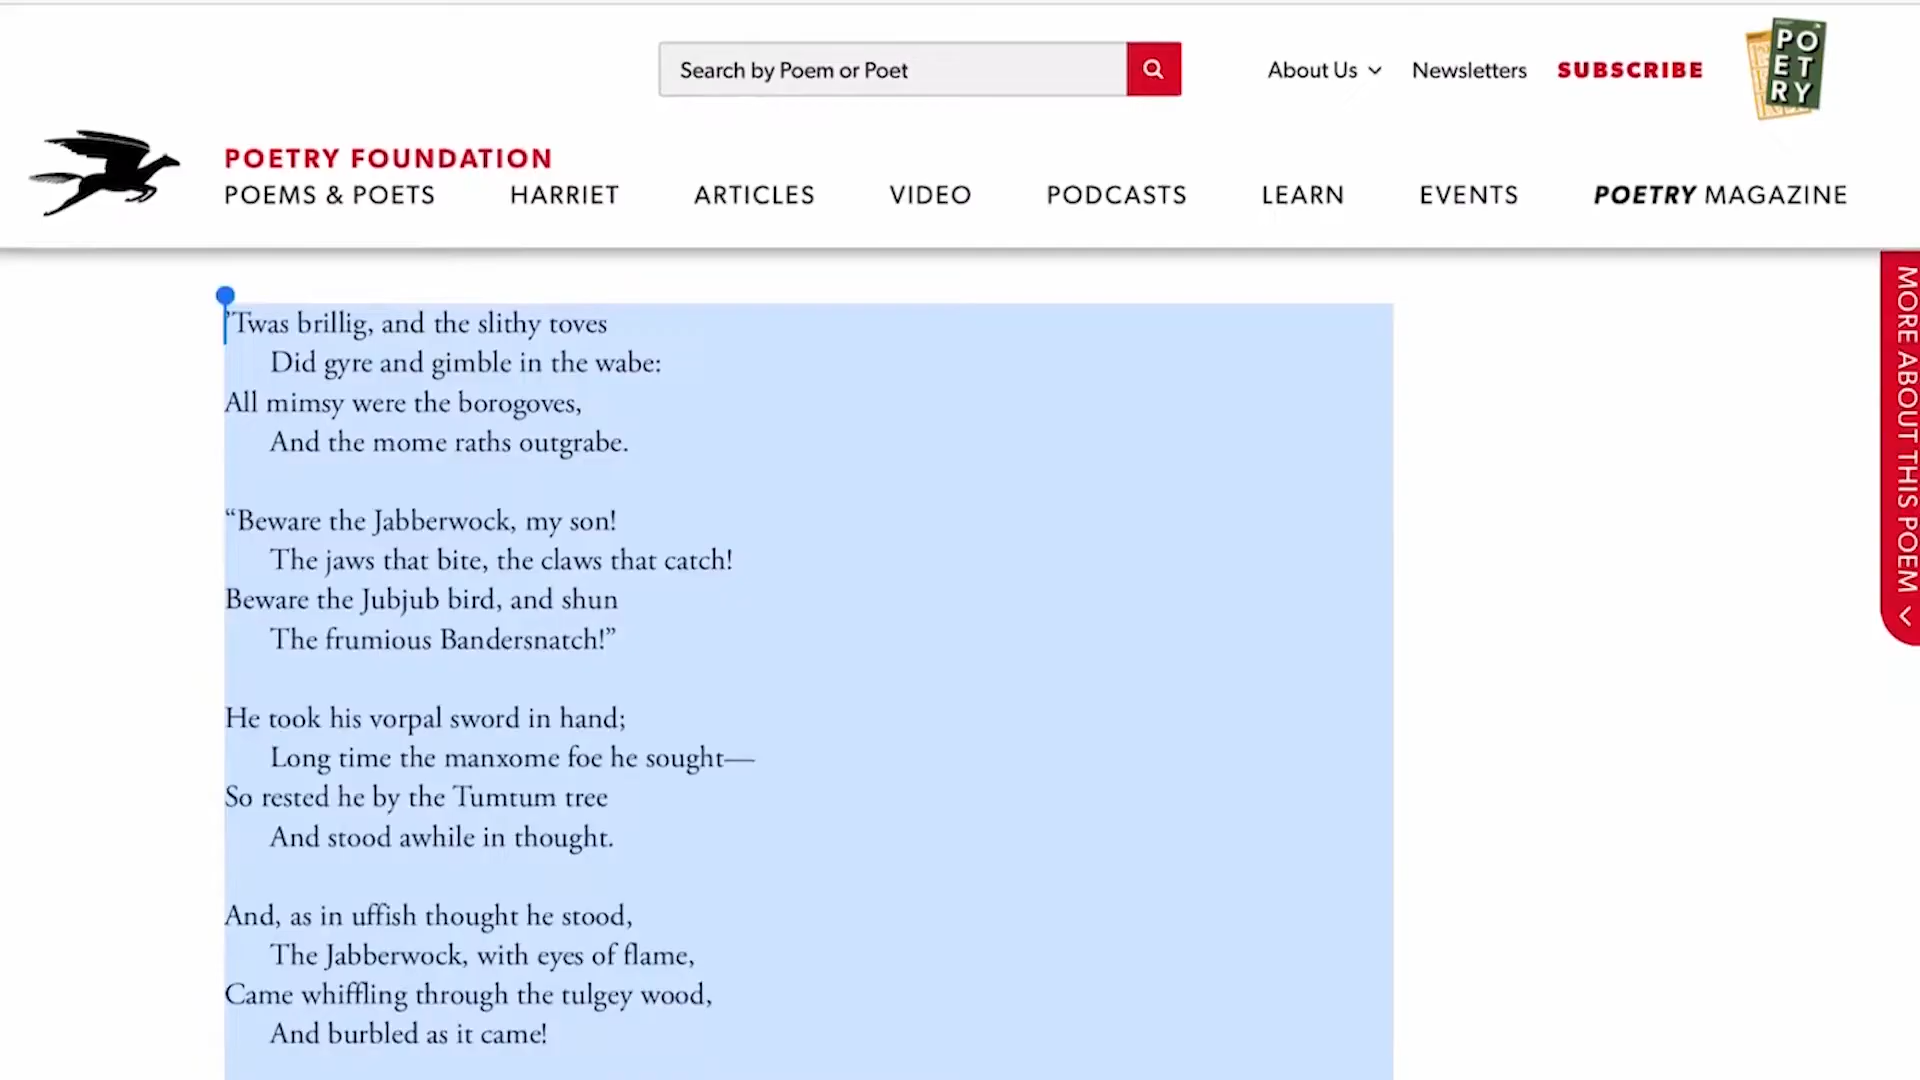 Search by Poem or Poet
About Us
Newsletters
SUBSCRIBE
PO
ET
RY
POETRY FOUNDATION
POEMS & POETS
HARRIET
ARTICLES
VIDEO
PODCASTS
LEARN
EVENTS
POETRY MAGAZINE
MORE ABOUT THIS POEM
’Twas brillig, and the slithy toves
Did gyre and gimble in the wabe:
All mimsy were the borogoves,
And the mome raths outgrabe.
“Beware the Jabberwock, my son!
The jaws that bite, the claws that catch!
Beware the Jubjub bird, and shun
The frumious Bandersnatch!”
He took his vorpal sword in hand;
Long time the manxome foe he sought—
So rested he by the Tumtum tree
And stood awhile in thought.
And, as in uffish thought he stood,
The Jabberwock, with eyes of flame,
Came whiffling through the tulgey wood,
And burbled as it came!